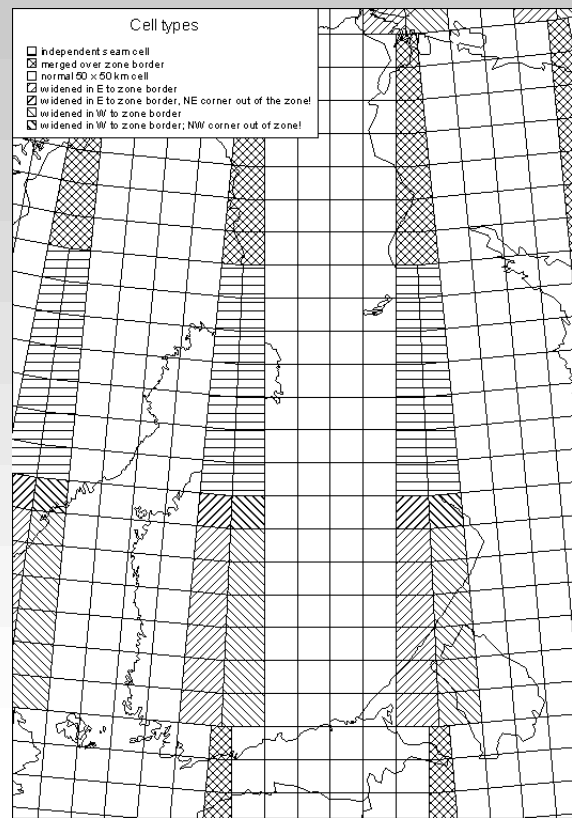 Cell types
independent seam cell
merged over zone border
normal 50 x 50 km cell
widened in E to zone border
widened in E to zone border, NE corner out of the zone!
widened in W to zone border
widened in W to zone border; NW corner out of zone!